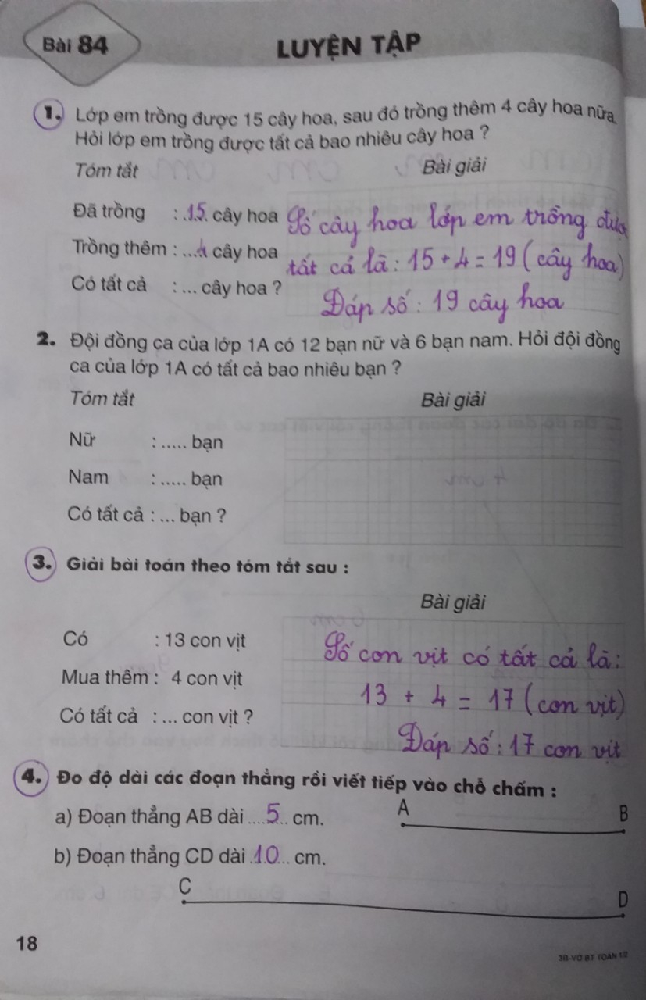 Bài 84
LUYỆN TẬP
1. Lớp em trồng được 15 cây hoa, sau đó trồng thêm 4 cây hoa nữa.
Hỏi lớp em trồng được tất cả bao nhiêu cây hoa ?
Tóm tắt Bài giải
Đã trồng : .15. cây hoa Số cây hoa lớp em trồng được
Trồng thêm : ...4 cây hoa tất cả là : 15 + 4 = 19 ( cây hoa)
Có tất cả : ... cây hoa ? Đáp số : 19 cây hoa
2. Đội đồng ca của lớp 1A có 12 bạn nữ và 6 bạn nam. Hỏi đội đồng
ca của lớp 1A có tất cả bao nhiêu bạn ?
Tóm tắt Bài giải
Nữ : ..... bạn
Nam : ..... bạn
Có tất cả : ... bạn ?
3. Giải bài toán theo tóm tắt sau :
Bài giải
Có : 13 con vịt Số con vịt có tất cả là :
Mua thêm : 4 con vịt 13 + 4 = 17 ( con vịt)
Có tất cả : ... con vịt ? Đáp số : 17 con vịt
4. Đo độ dài các đoạn thẳng rồi viết tiếp vào chỗ chấm :
a) Đoạn thẳng AB dài ....5... cm. A B
b) Đoạn thẳng CD dài .10... cm.
C D
18
3B-VO BT TOAN 1/2